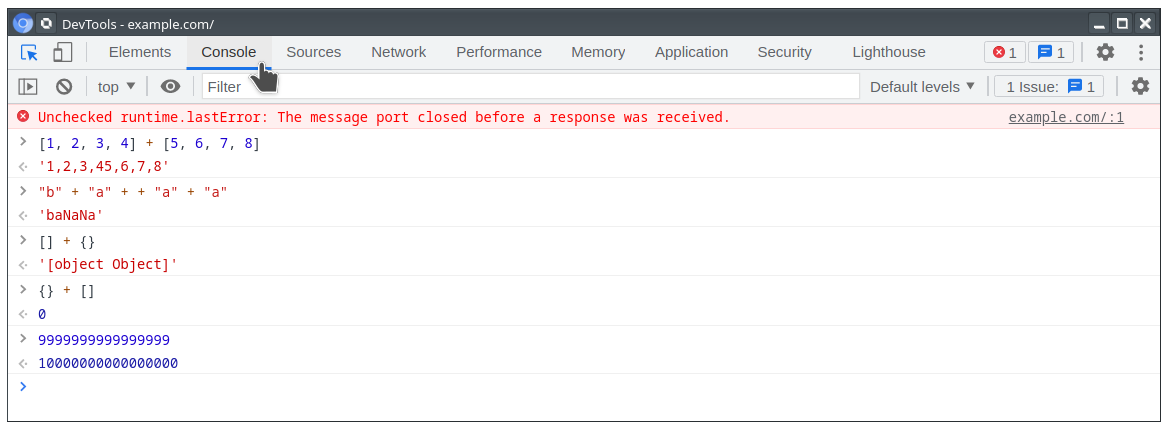 DevTools - example.com/
Elements Console Sources Network Performance Memory Application Security Lighthouse 1 1
top Filter Default levels 1 Issue: 1
Unchecked runtime.lastError: The message port closed before a response was received. example.com/:1
[1, 2, 3, 4] + [5, 6, 7, 8]
'1,2,3,45,6,7,8'
"b" + "a" + + "a" + "a"
'baNaNa'
[] + {}
'[object Object]'
{} + []
0
9999999999999999
10000000000000000